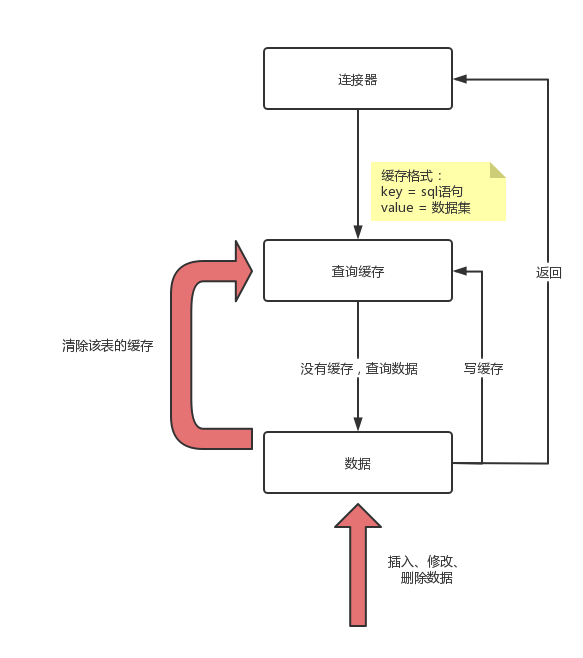 连接器
缓存格式：
key = sql语句
value = 数据集
查询缓存
返回
清除该表的缓存
没有缓存，查询数据
写缓存
数据
插入、修改、
删除数据